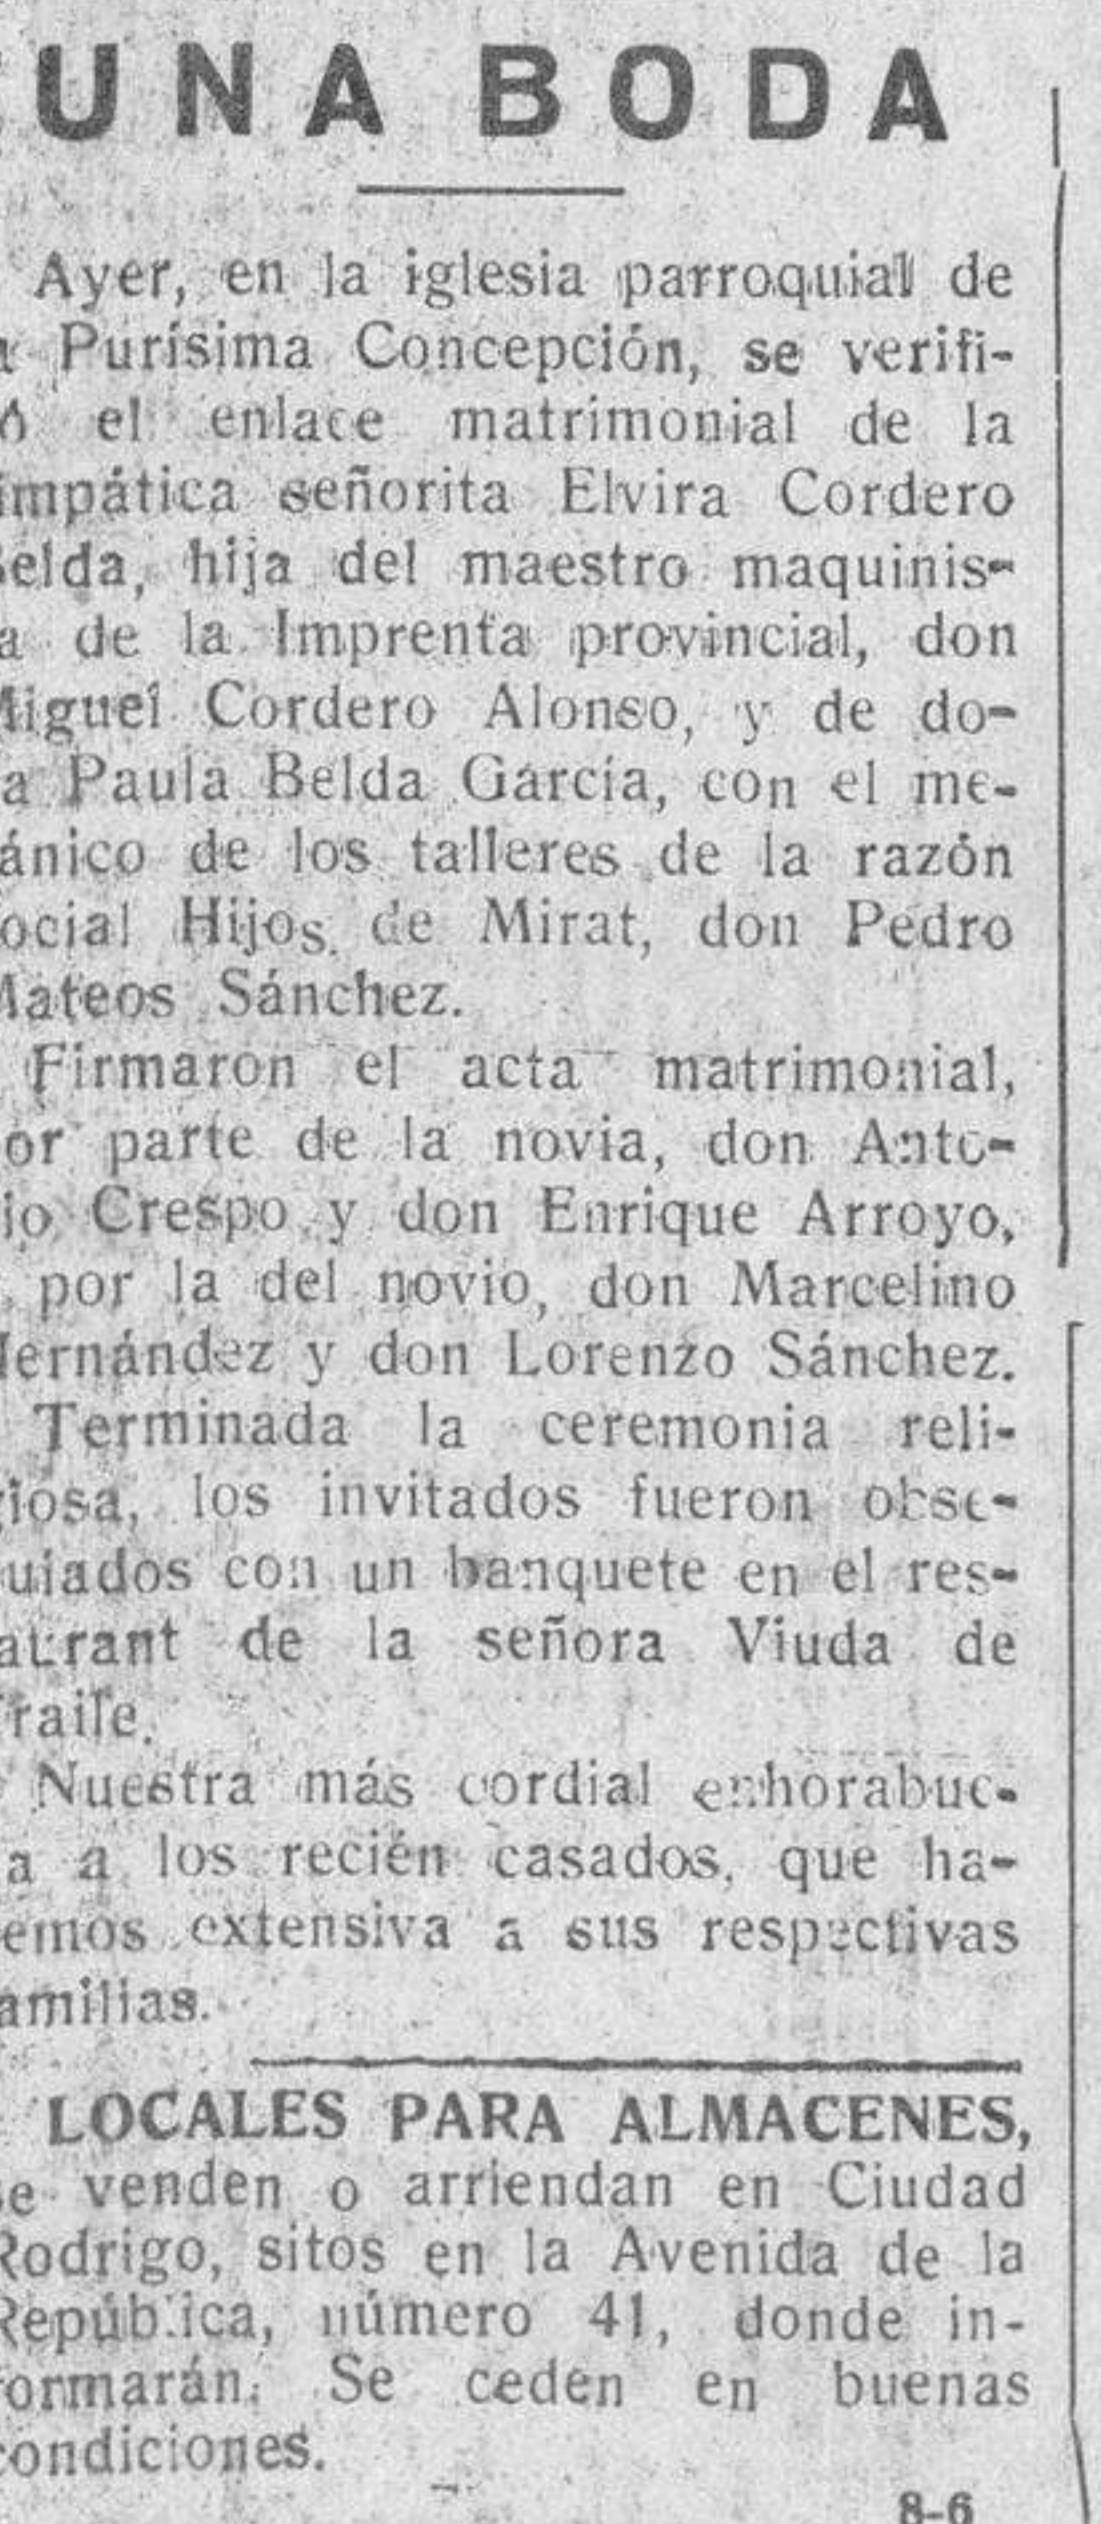 UNA BODA
Ayer, en la iglesia parroquial de
a Purísima Concepción, se verifi-
ó el enlace matrimonial de la
impática señorita Elvira Cordero
elda, hija del maestro maquinis-
a de la Imprenta provincial, don
Miguel Cordero Alonso, y de do-
a Paula Belda García, con el me-
ánico de los talleres de la razón
ocial Hijos de Mirat, don Pedro
Mateos Sánchez.
Firmaron el acta matrimonial,
or parte de la novia, don Anto-
io Crespo y don Enrique Arroyo,
por la del novio, don Marcelino
Hernández y don Lorenzo Sánchez.
Terminada la ceremonia reli-
giosa, los invitados fueron obse-
uiados con un banquete en el res-
aurant de la señora Viuda de
Fraile.
Nuestra más cordial enhorabue-
a a los recién casados, que ha-
emos extensiva a sus respectivas
amilias.
LOCALES PARA ALMACENES,
se venden o arriendan en Ciudad
Rodrigo, sitos en la Avenida de la
República, número 41, donde in-
formarán. Se ceden en buenas
condiciones.
8-6